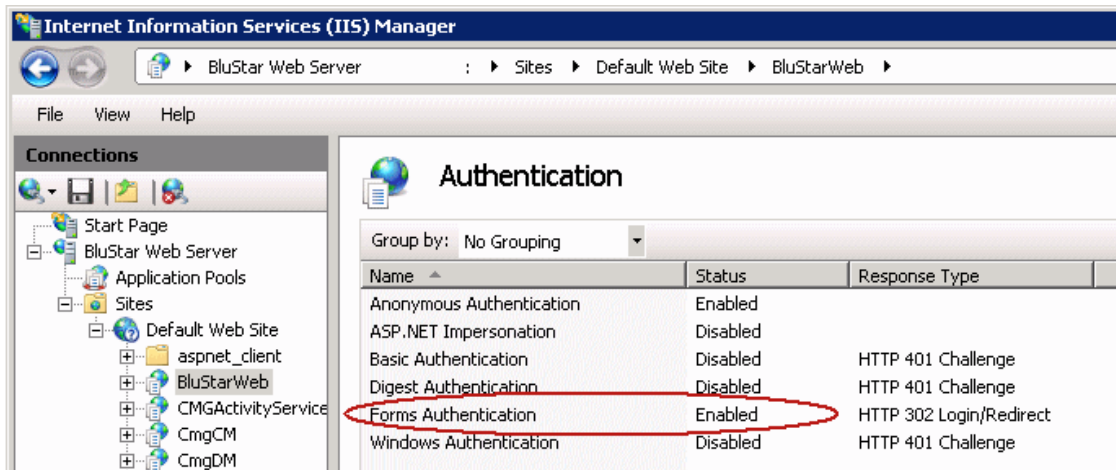 Internet Information Services (IIS) Manager
BluStar Web Server : Sites Default Web Site BluStarWeb
File View Help
Connections
Start Page
BluStar Web Server
Application Pools
Sites
Default Web Site
aspnet_client
BluStarWeb
CMGActivityService
CmgCM
CmgDM
Authentication
Group by: No Grouping
Name Status Response Type
Anonymous Authentication Enabled
ASP.NET Impersonation Disabled
Basic Authentication Disabled HTTP 401 Challenge
Digest Authentication Disabled HTTP 401 Challenge
Forms Authentication Enabled HTTP 302 Login/Redirect
Windows Authentication Disabled HTTP 401 Challenge